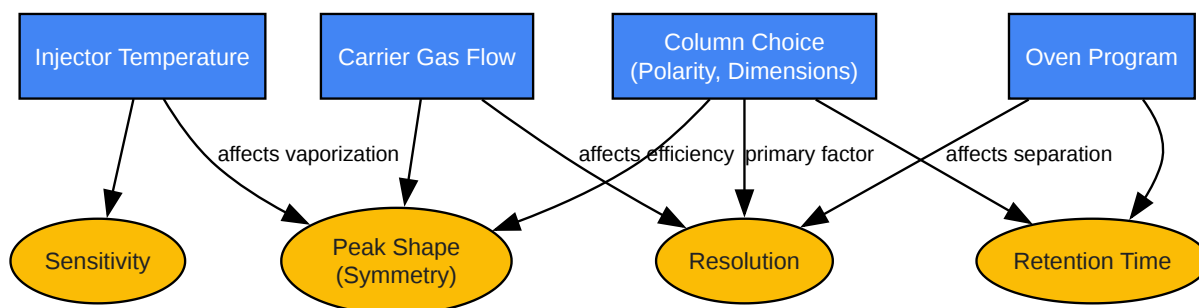 Injector Temperature
Carrier Gas Flow
Column Choice
(Polarity, Dimensions)
Oven Program
affects vaporization
affects efficiency
primary factor
affects separation
Sensitivity
Peak Shape
(Symmetry)
Resolution
Retention Time